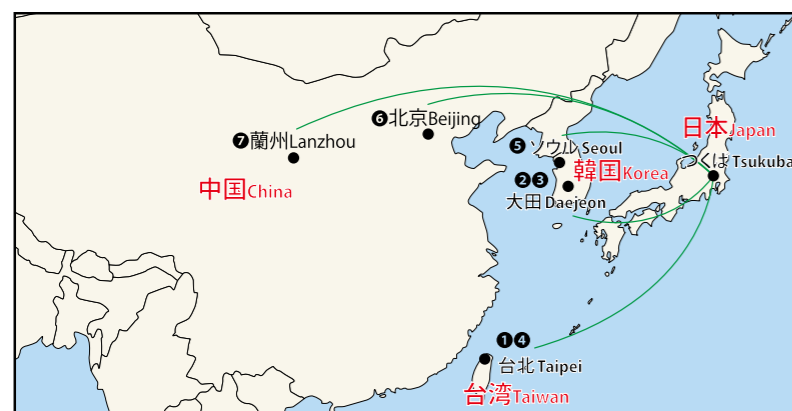 日本Japan
⑥北京Beijing
⑦蘭州Lanzhou
⑤ソウル Seoul
つくば Tsukuba
韓国Korea
中国China
❷❸
大田 Daejeon
❶❹
台北 Taipei
台湾Taiwan